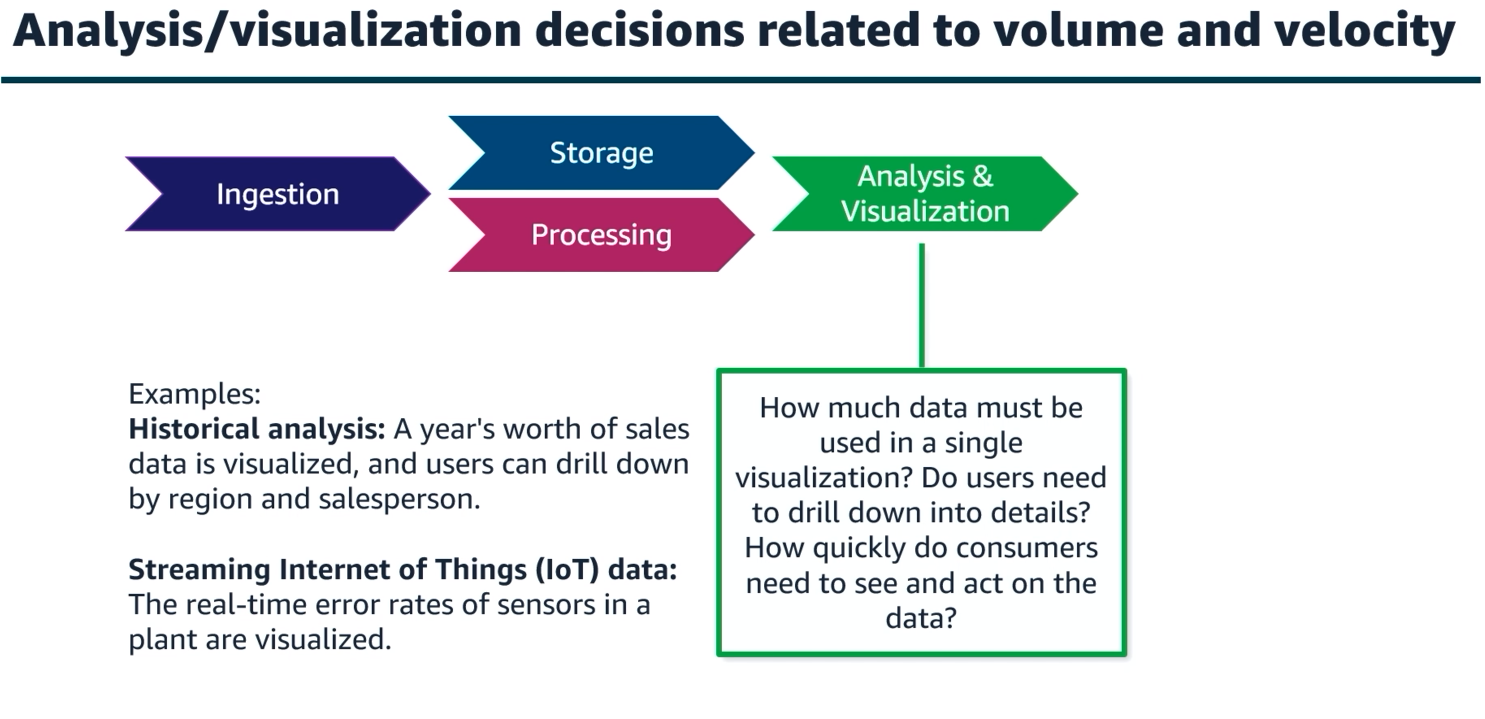 Analysis/visualization decisions related to volume and velocity
Storage
Ingestion
Processing
Analysis &
Visualization
Examples:
Historical analysis: A year's worth of sales
data is visualized, and users can drill down
by region and salesperson.
Streaming Internet of Things (IoT) data:
The real-time error rates of sensors in a
plant are visualized.
How much data must be
used in a single
visualization? Do users need
to drill down into details?
How quickly do consumers
need to see and act on the
data?